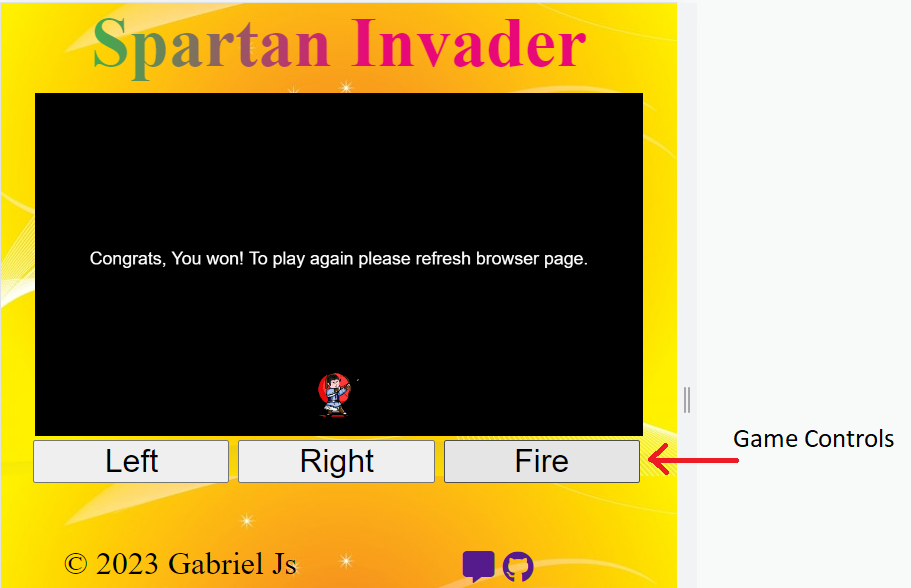 Spartan Invader
Congrats, You won! To play again please refresh browser page.
Left Right Fire
Game Controls
© 2023 Gabriel Js